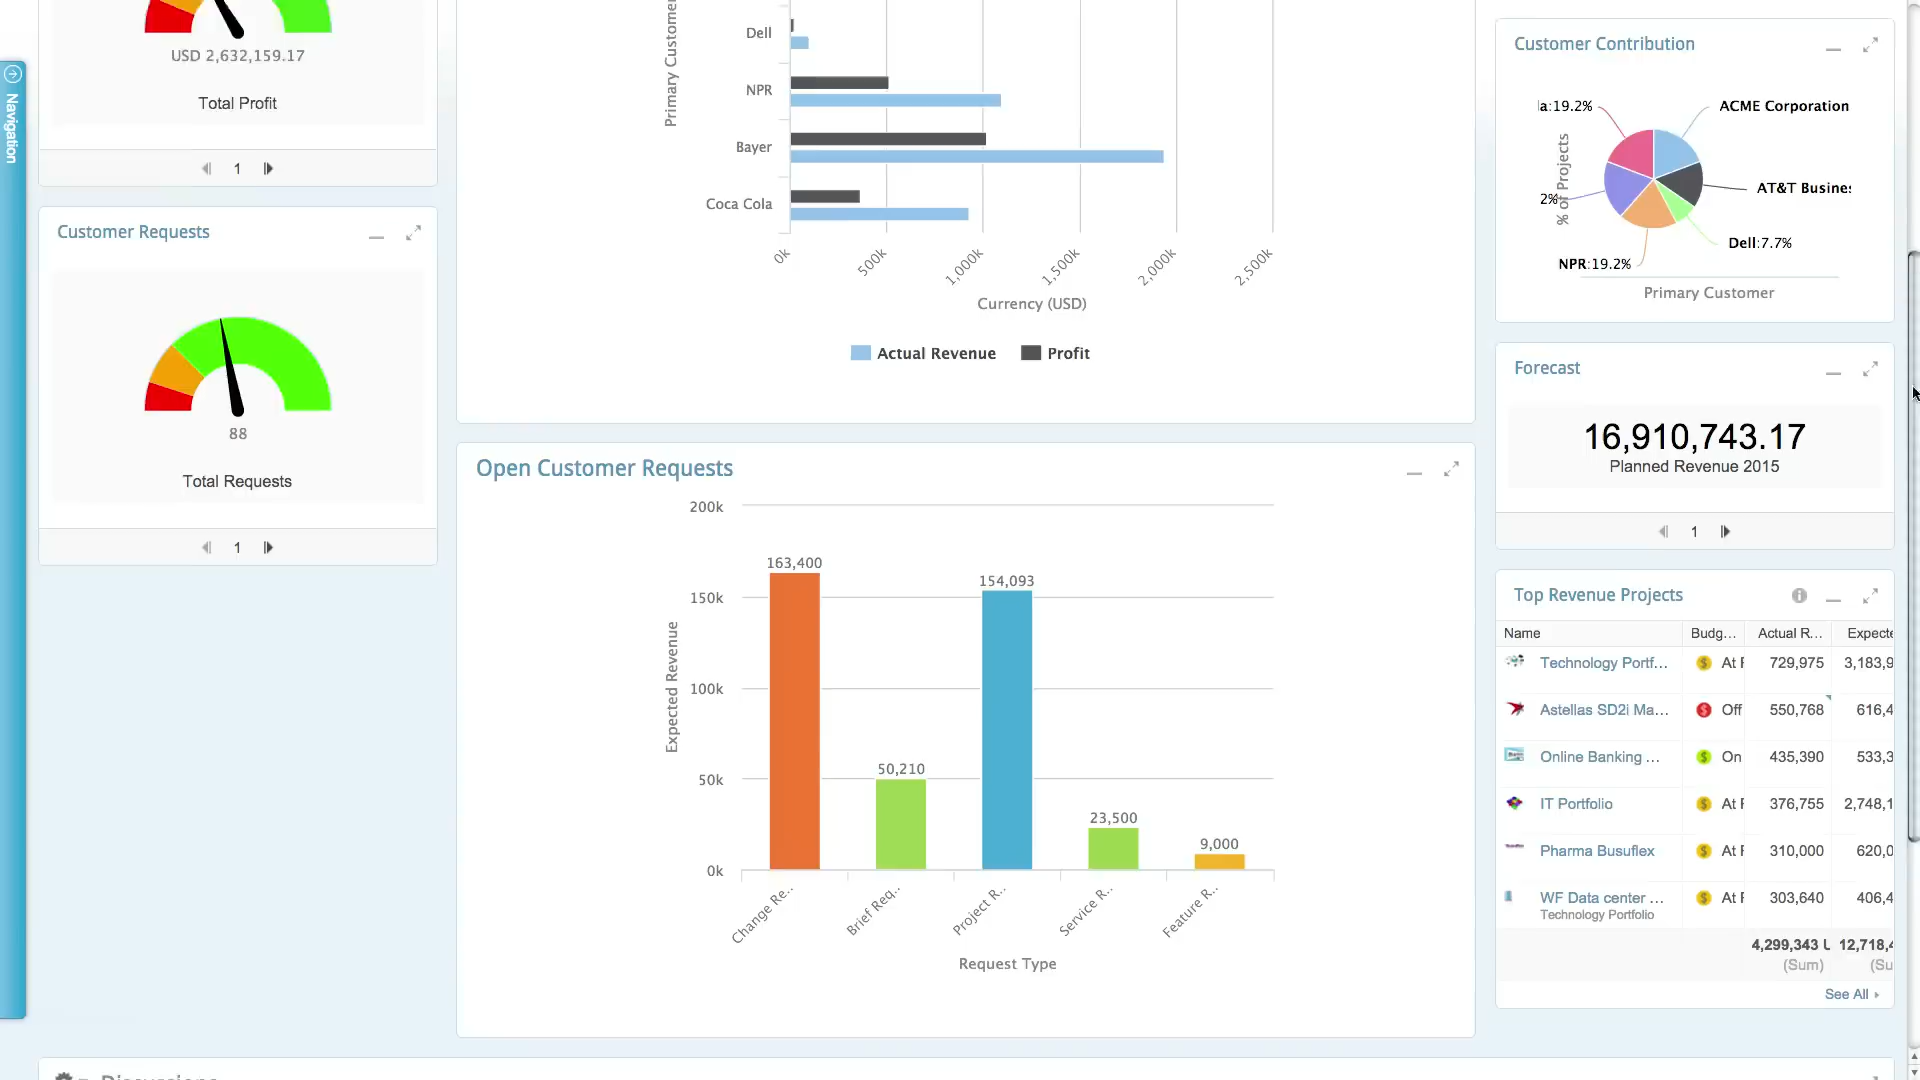 USD 2,632,159.17
Total Profit
1
Navigation
Customer Requests
88
Total Requests
1
Primary Customer
Dell
NPR
Bayer
Coca Cola
0k
500k
1,000k
1,500k
2,000k
2,500k
Currency (USD)
Actual Revenue
Profit
Open Customer Requests
Expected Revenue
200k
150k
100k
50k
0k
163,400
50,210
154,093
23,500
9,000
Change Re..
Brief Req..
Project R..
Service R..
Feature R..
Request Type
Customer Contribution
% of Projects
a:19.2%
ACME Corporation
2%
AT&T Busines
Dell:7.7%
NPR:19.2%
Primary Customer
Forecast
16,910,743.17
Planned Revenue 2015
1
Top Revenue Projects
Name Budg... Actual R... Expecte
Technology Portf... At F 729,975 3,183,9
Astellas SD2i Ma... Off 550,768 616,4
Online Banking ... On 435,390 533,3
IT Portfolio At F 376,755 2,748,1
Pharma Busuflex At F 310,000 620,0
WF Data center ... At F 303,640 406,4
Technology Portfolio
4,299,343 U 12,718,4
(Sum) (Su
See All
Discussions